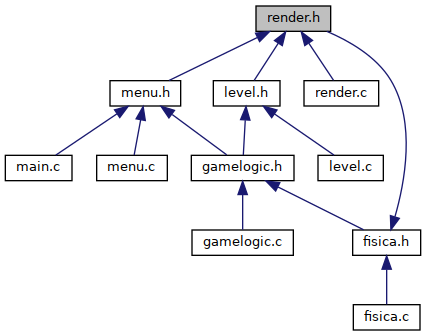 render.h
menu.h
level.h
render.c
main.c
menu.c
gamelogic.h
level.c
gamelogic.c
fisica.h
fisica.c